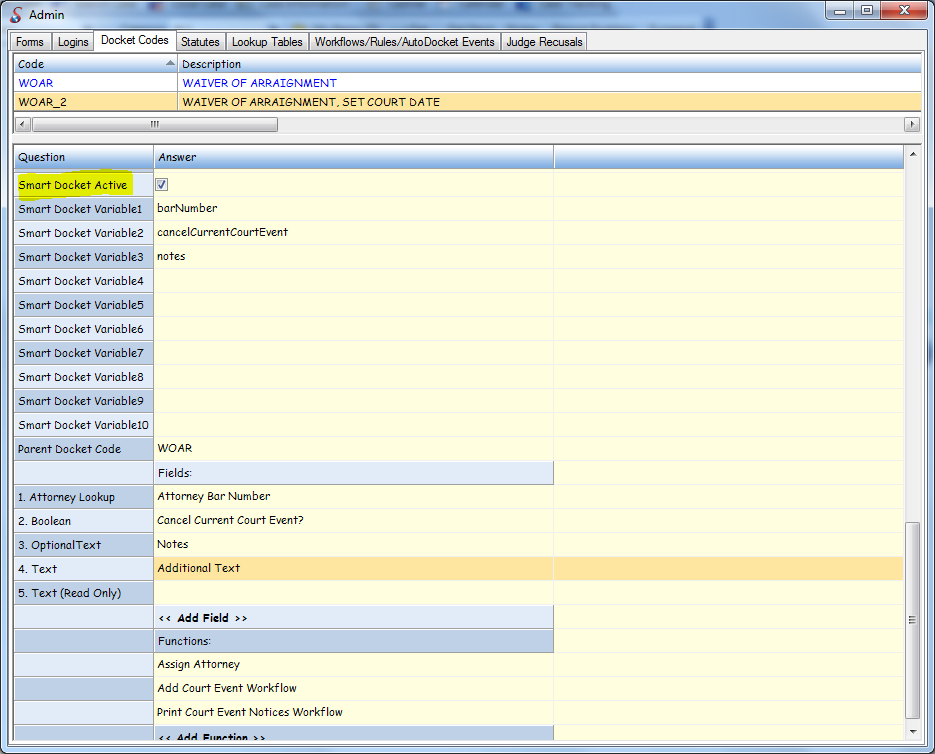 Admin
Forms Logins Docket Codes Statutes Lookup Tables Workflows/Rules/AutoDocket Events Judge Recusals
Code Description
WOAR WAIVER OF ARRAIGNMENT
WOAR_2 WAIVER OF ARRAIGNMENT, SET COURT DATE
Question Answer
Smart Docket Active
Smart Docket Variable1 barNumber
Smart Docket Variable2 cancelCurrentCourtEvent
Smart Docket Variable3 notes
Smart Docket Variable4
Smart Docket Variable5
Smart Docket Variable6
Smart Docket Variable7
Smart Docket Variable8
Smart Docket Variable9
Smart Docket Variable10
Parent Docket Code WOAR
Fields:
1. Attorney Lookup Attorney Bar Number
2. Boolean Cancel Current Court Event?
3. OptionalText Notes
4. Text Additional Text
5. Text (Read Only)
<< Add Field >>
Functions:
Assign Attorney
Add Court Event Workflow
Print Court Event Notices Workflow
<< Add Function >>